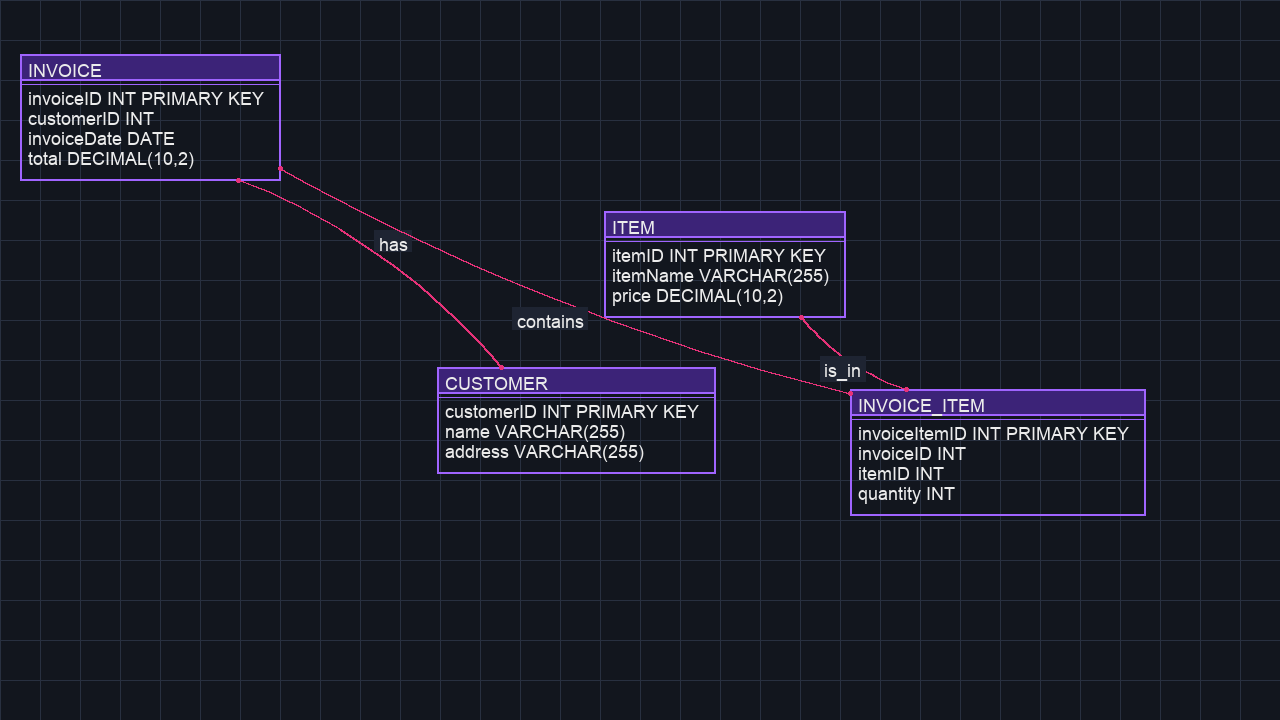 INVOICE
invoiceID INT PRIMARY KEY
customerID INT
invoiceDate DATE
total DECIMAL(10,2)
has
ITEM
itemID INT PRIMARY KEY
itemName VARCHAR(255)
price DECIMAL(10,2)
contains
is_in
CUSTOMER
customerID INT PRIMARY KEY
name VARCHAR(255)
address VARCHAR(255)
INVOICE_ITEM
invoiceItemID INT PRIMARY KEY
invoiceID INT
itemID INT
quantity INT